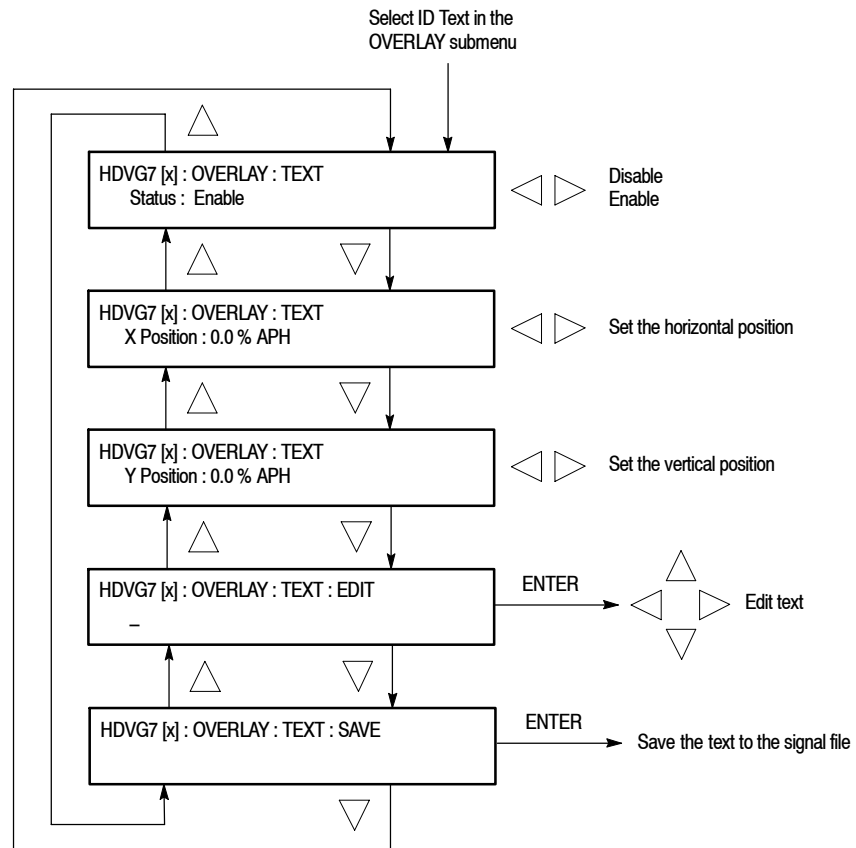 Select ID Text in the
OVERLAY submenu
HDVG7 [x] : OVERLAY : TEXT
Status : Enable
Disable
Enable
HDVG7 [x] : OVERLAY : TEXT
X Position : 0.0 % APH
Set the horizontal position
HDVG7 [x] : OVERLAY : TEXT
Y Position : 0.0 % APH
Set the vertical position
HDVG7 [x] : OVERLAY : TEXT : EDIT
_
ENTER
Edit text
HDVG7 [x] : OVERLAY : TEXT : SAVE
ENTER
Save the text to the signal file